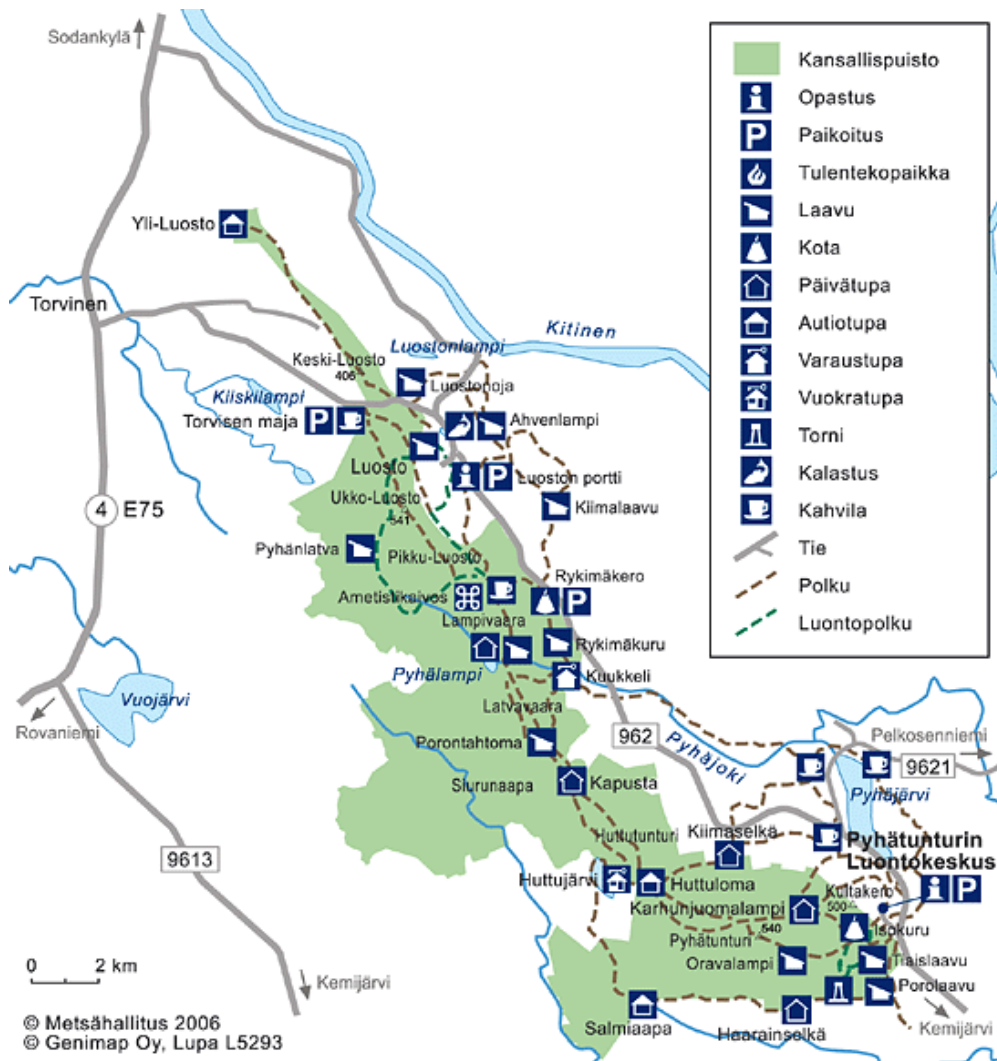 Sodankylä
Yli-Luosto
Torvinen
Kitinen
Keski-Luosto
406
Luostonlampi
Luostonoja
Kiiskilampi
Torvisen maja
Ahvenlampi
Luosto
Luoston portti
Ukko-Luosto
541
Kiimalaavu
4 E75
Pyhänlatva
Pikku-Luosto
Rykimäkero
Ametistikaivos
Lampivaara
Rykimäkuru
Pyhälampi
Kuukkeli
Vuojärvi
Latvavaara
Rovaniemi
962
Pyhäjoki
Pelkosenniemi
9621
Porontahtoma
Siurunaapa
Kapusta
Pyhäjärvi
Huttutunturi
Kiimaselkä
Pyhätunturin
Luontokeskus
9613
Huttujärvi
Huttuloma
Kultakero
500
Karhunjuomalampi
Isokuru
540
Pyhätunturi
Oravalampi
Tiaislaavu
Porolaavu
Salmiaapa
Haarainselkä
Kemijärvi
Kemijärvi
0 2 km
© Metsähallitus 2006
© Genimap Oy, Lupa L5293
Kansallispuisto
Opastus
P Paikoitus
Tulentekopaikka
Laavu
Kota
Päivätupa
Autiotupa
Varaustupa
Vuokratupa
Torni
Kalastus
Kahvila
Tie
Polku
Luontopolku